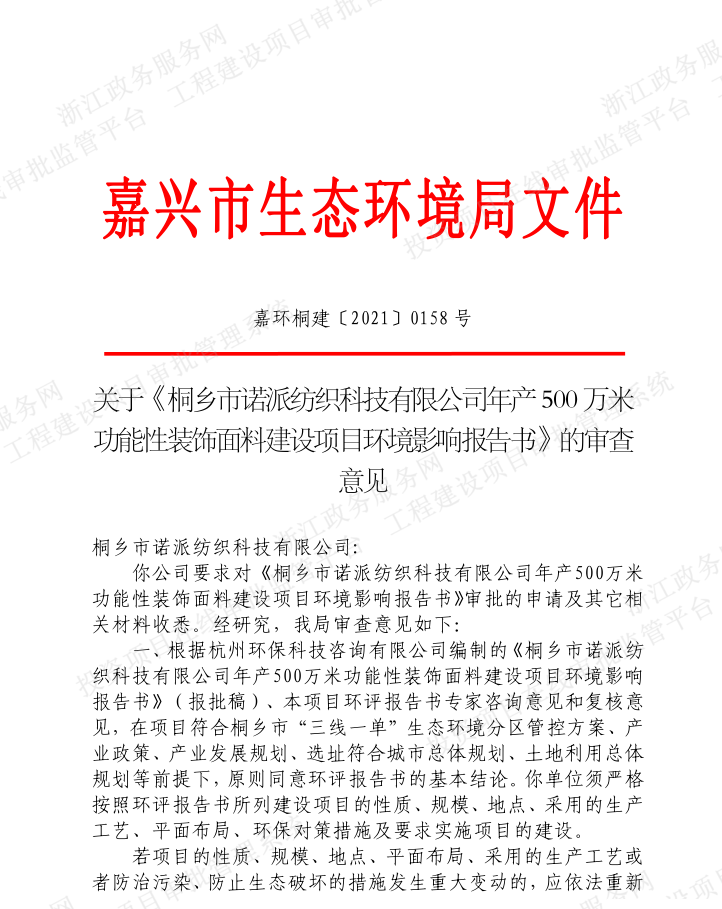 嘉兴市生态环境局文件
嘉环桐建〔2021〕0158 号
关于《桐乡市诺派纺织科技有限公司年产 500 万米
功能性装饰面料建设项目环境影响报告书》的审查
意见
桐乡市诺派纺织科技有限公司:
你公司要求对《桐乡市诺派纺织科技有限公司年产500万米
功能性装饰面料建设项目环境影响报告书》审批的申请及其它相
关材料收悉。经研究，我局审查意见如下:
一、根据杭州环保科技咨询有限公司编制的《桐乡市诺派纺
织科技有限公司年产500万米功能性装饰面料建设项目环境影响
报告书》（报批稿）、本项目环评报告书专家咨询意见和复核意
见，在项目符合桐乡市“三线一单”生态环境分区管控方案、产
业政策、产业发展规划、选址符合城市总体规划、土地利用总体
规划等前提下，原则同意环评报告书的基本结论。你单位须严格
按照环评报告书所列建设项目的性质、规模、地点、采用的生产
工艺、平面布局、环保对策措施及要求实施项目的建设。
若项目的性质、规模、地点、平面布局、采用的生产工艺或
者防治污染、防止生态破坏的措施发生重大变动的，应依法重新
浙江政务服务网
工程建设项目审批管理系统